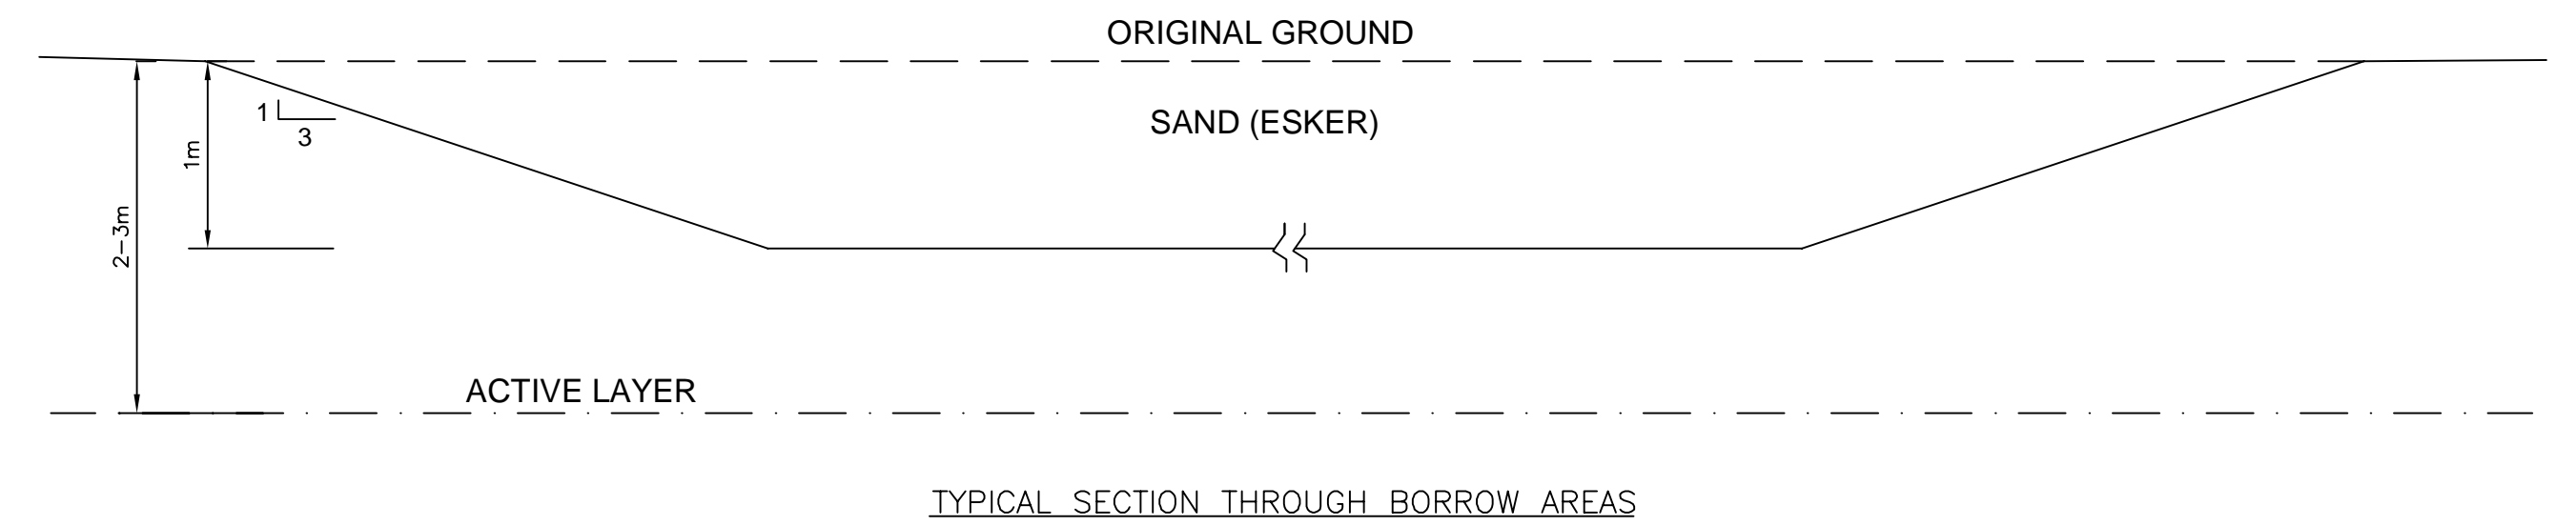 ORIGINAL GROUND
SAND (ESKER)
1
3
1m
2-3m
ACTIVE LAYER
TYPICAL SECTION THROUGH BORROW AREAS